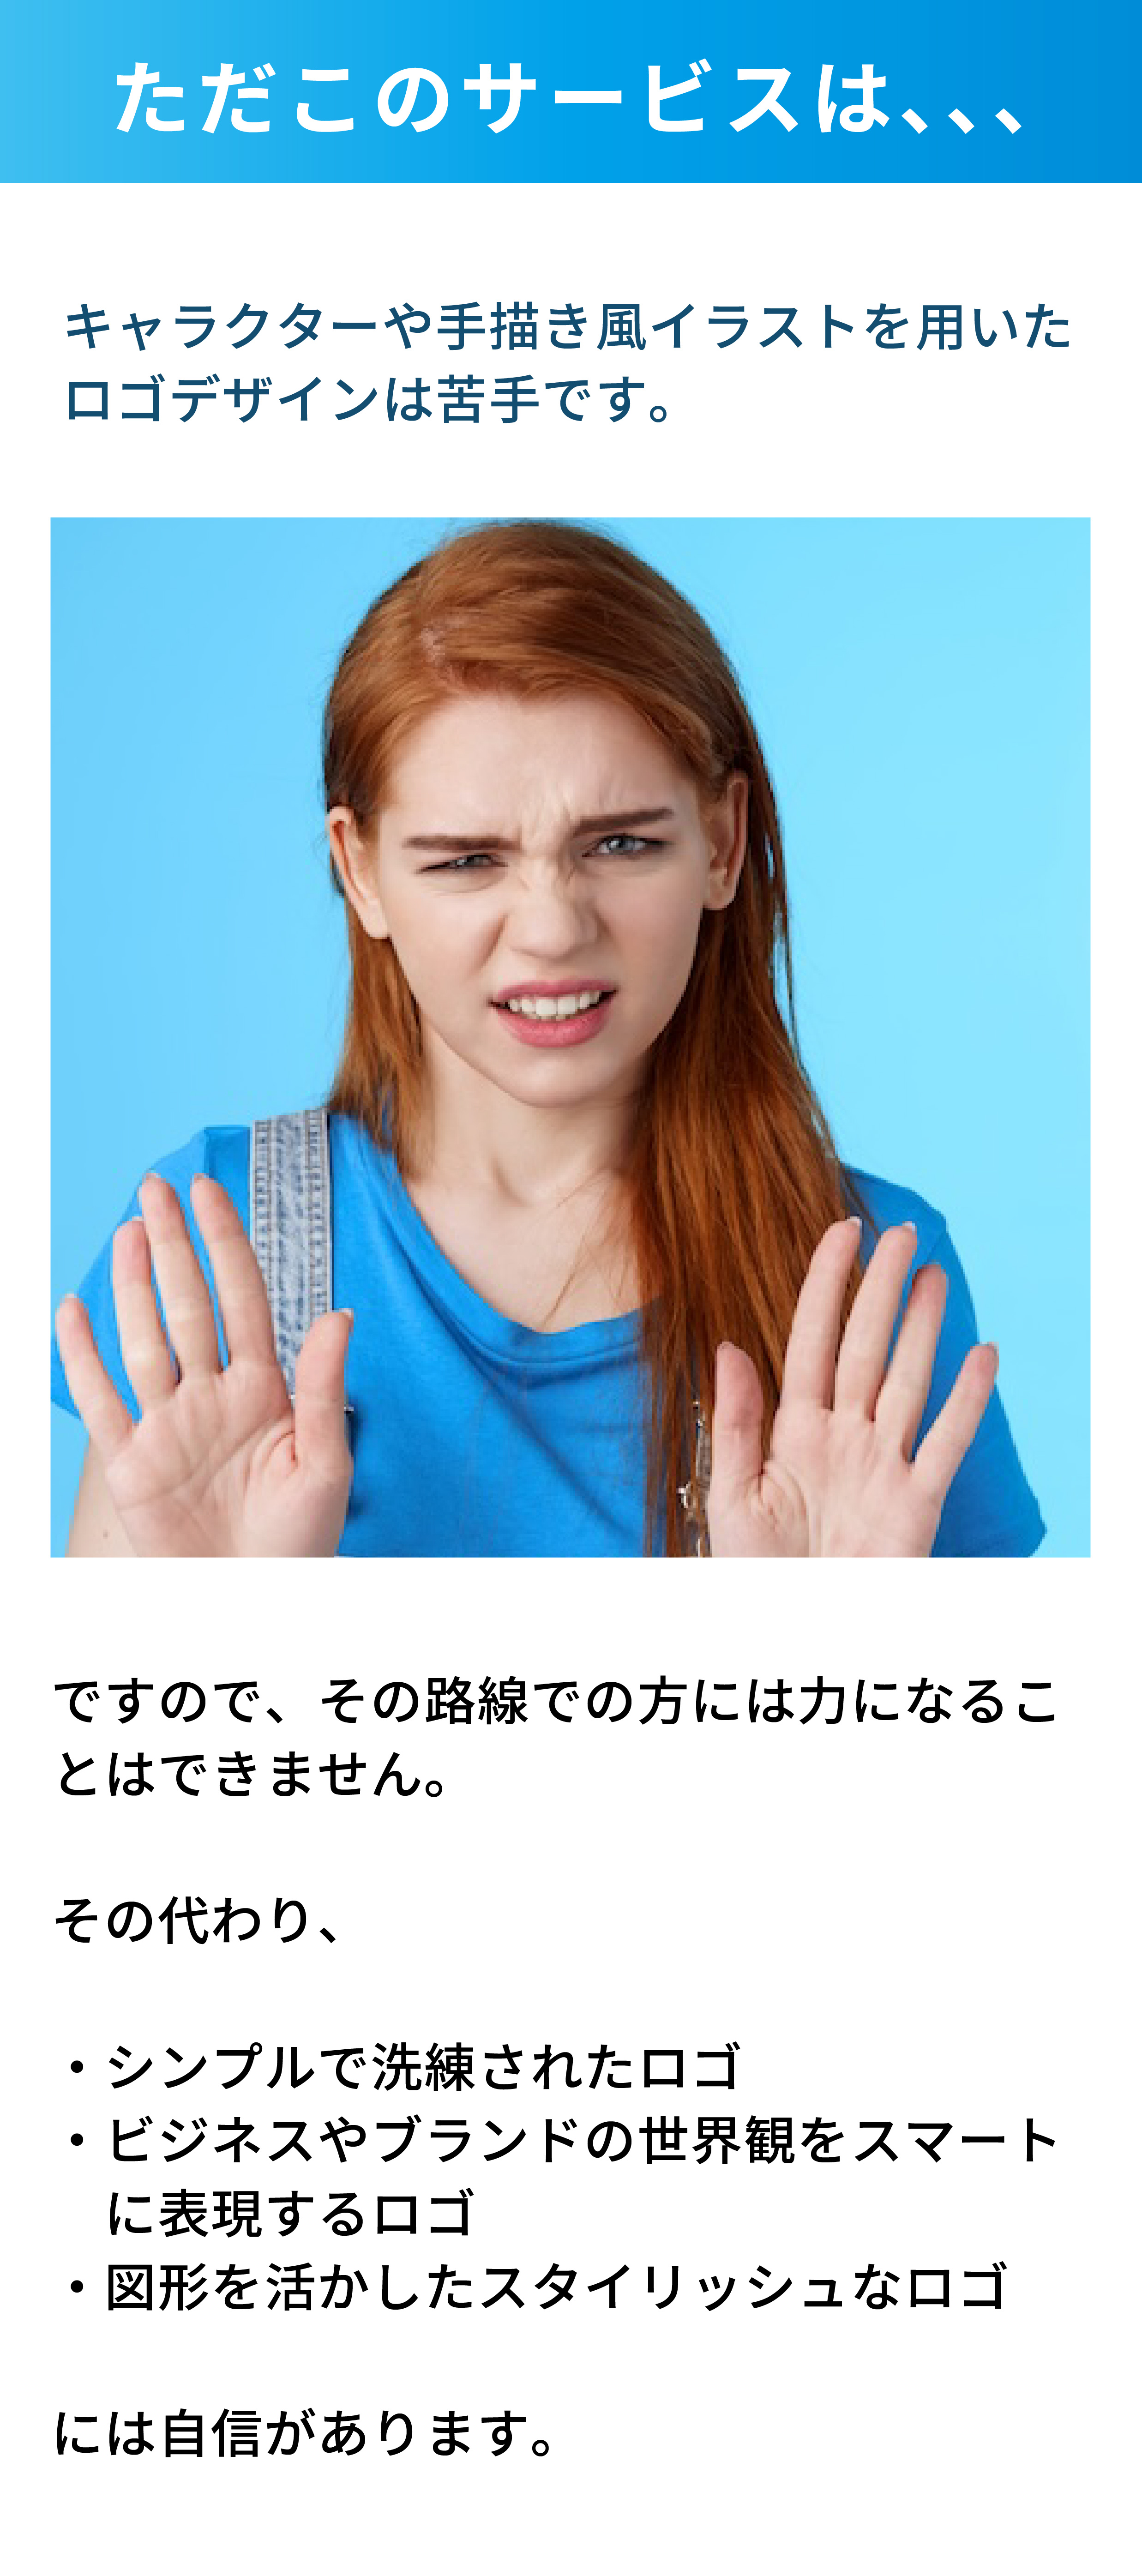 ただこのサービスは、、、
キャラクターや手描き風イラストを用いた
ロゴデザインは苦手です。
ですので、その路線での方には力になるこ
とはできません。
その代わり、
・シンプルで洗練されたロゴ
・ビジネスやブランドの世界観をスマート
に表現するロゴ
・図形を活かしたスタイリッシュなロゴ
には自信があります。